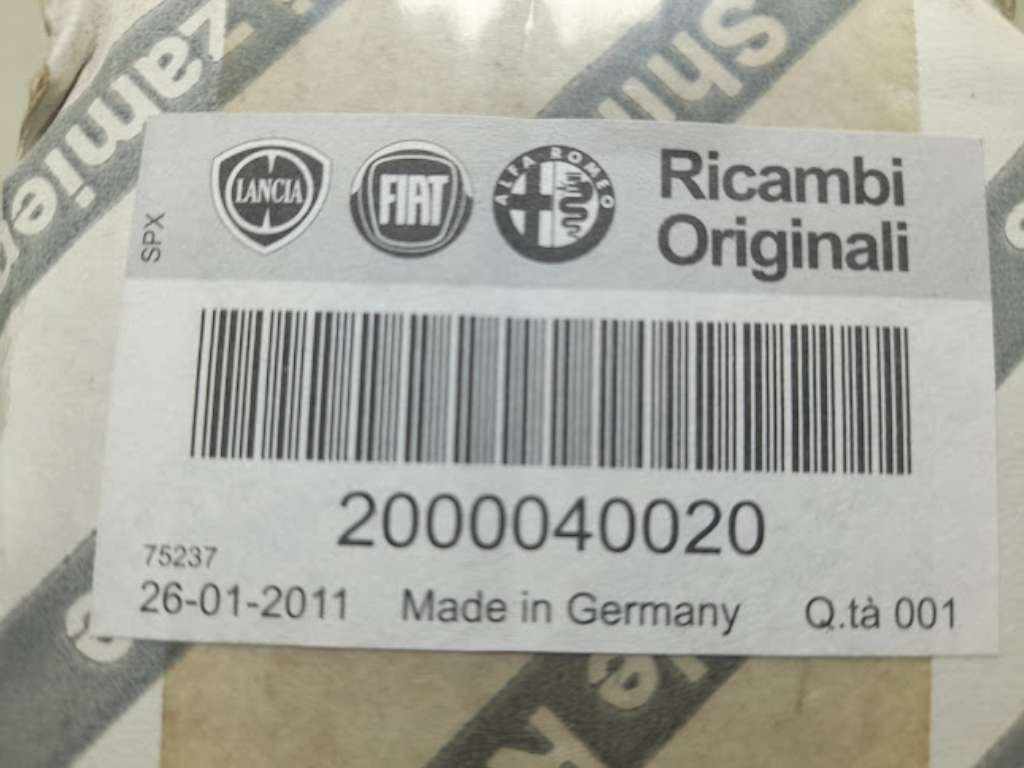 SPX
LANCIA
FIAT
ALFA ROMEO
Ricambi
Originali
2000040020
75237
26-01-2011 Made in Germany Q.tà 001